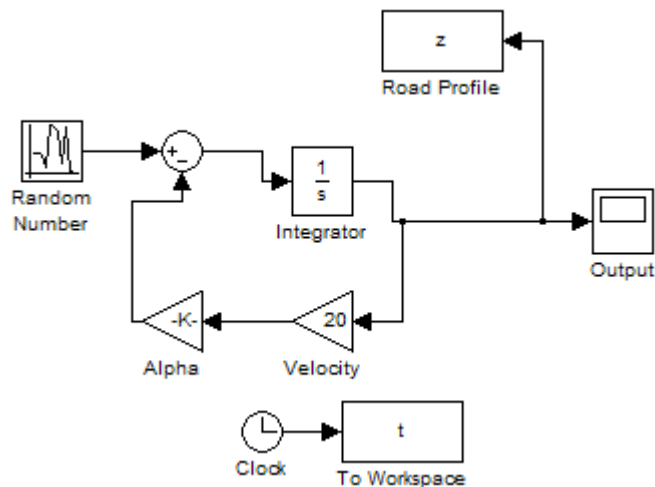 z
Road Profile
+
−
Random
Number
1
s
Integrator
Output
-K-
20
Alpha
Velocity
t
Clock
To Workspace